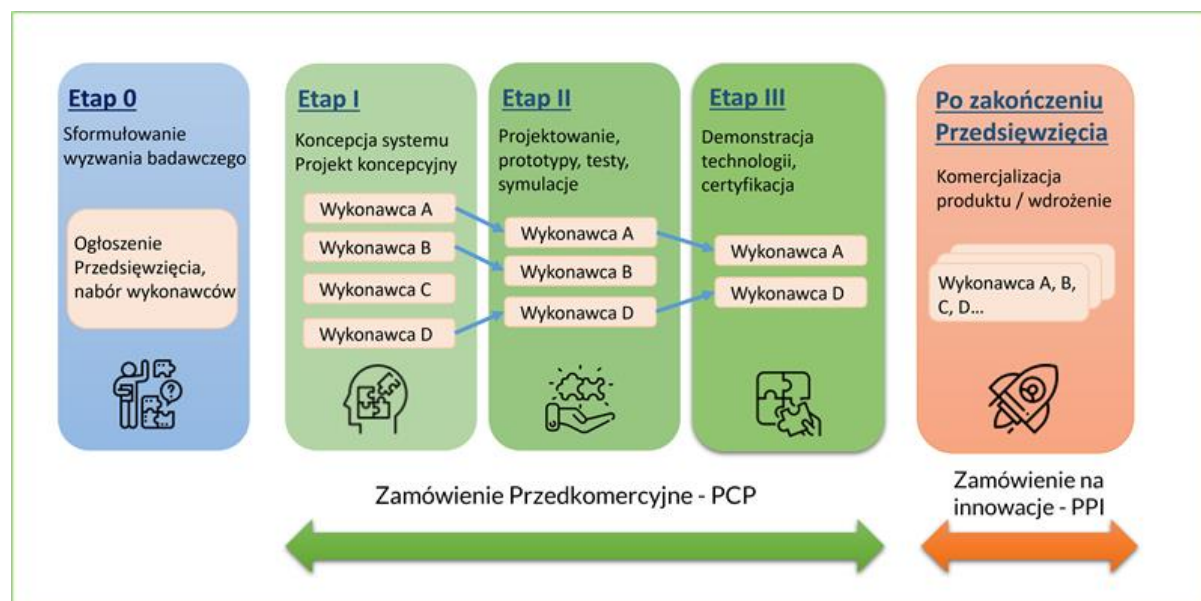 Etap 0
Sformułowanie
wyzwania badawczego
Ogłoszenie
Przedsięwzięcia,
nabór wykonawców
Etap I
Koncepcja systemu
Projekt koncepcyjny
Wykonawca A
Wykonawca B
Wykonawca C
Wykonawca D
Etap II
Projektowanie,
prototypy, testy,
symulacje
Wykonawca A
Wykonawca B
Wykonawca D
Etap III
Demonstracja
technologii,
certyfikacja
Wykonawca A
Wykonawca D
Po zakończeniu
Przedsięwzięcia
Komercjalizacja
produktu / wdrożenie
Wykonawca A, B,
C, D...
Zamówienie Przedkomercyjne - PCP
Zamówienie na
innowacje - PPI